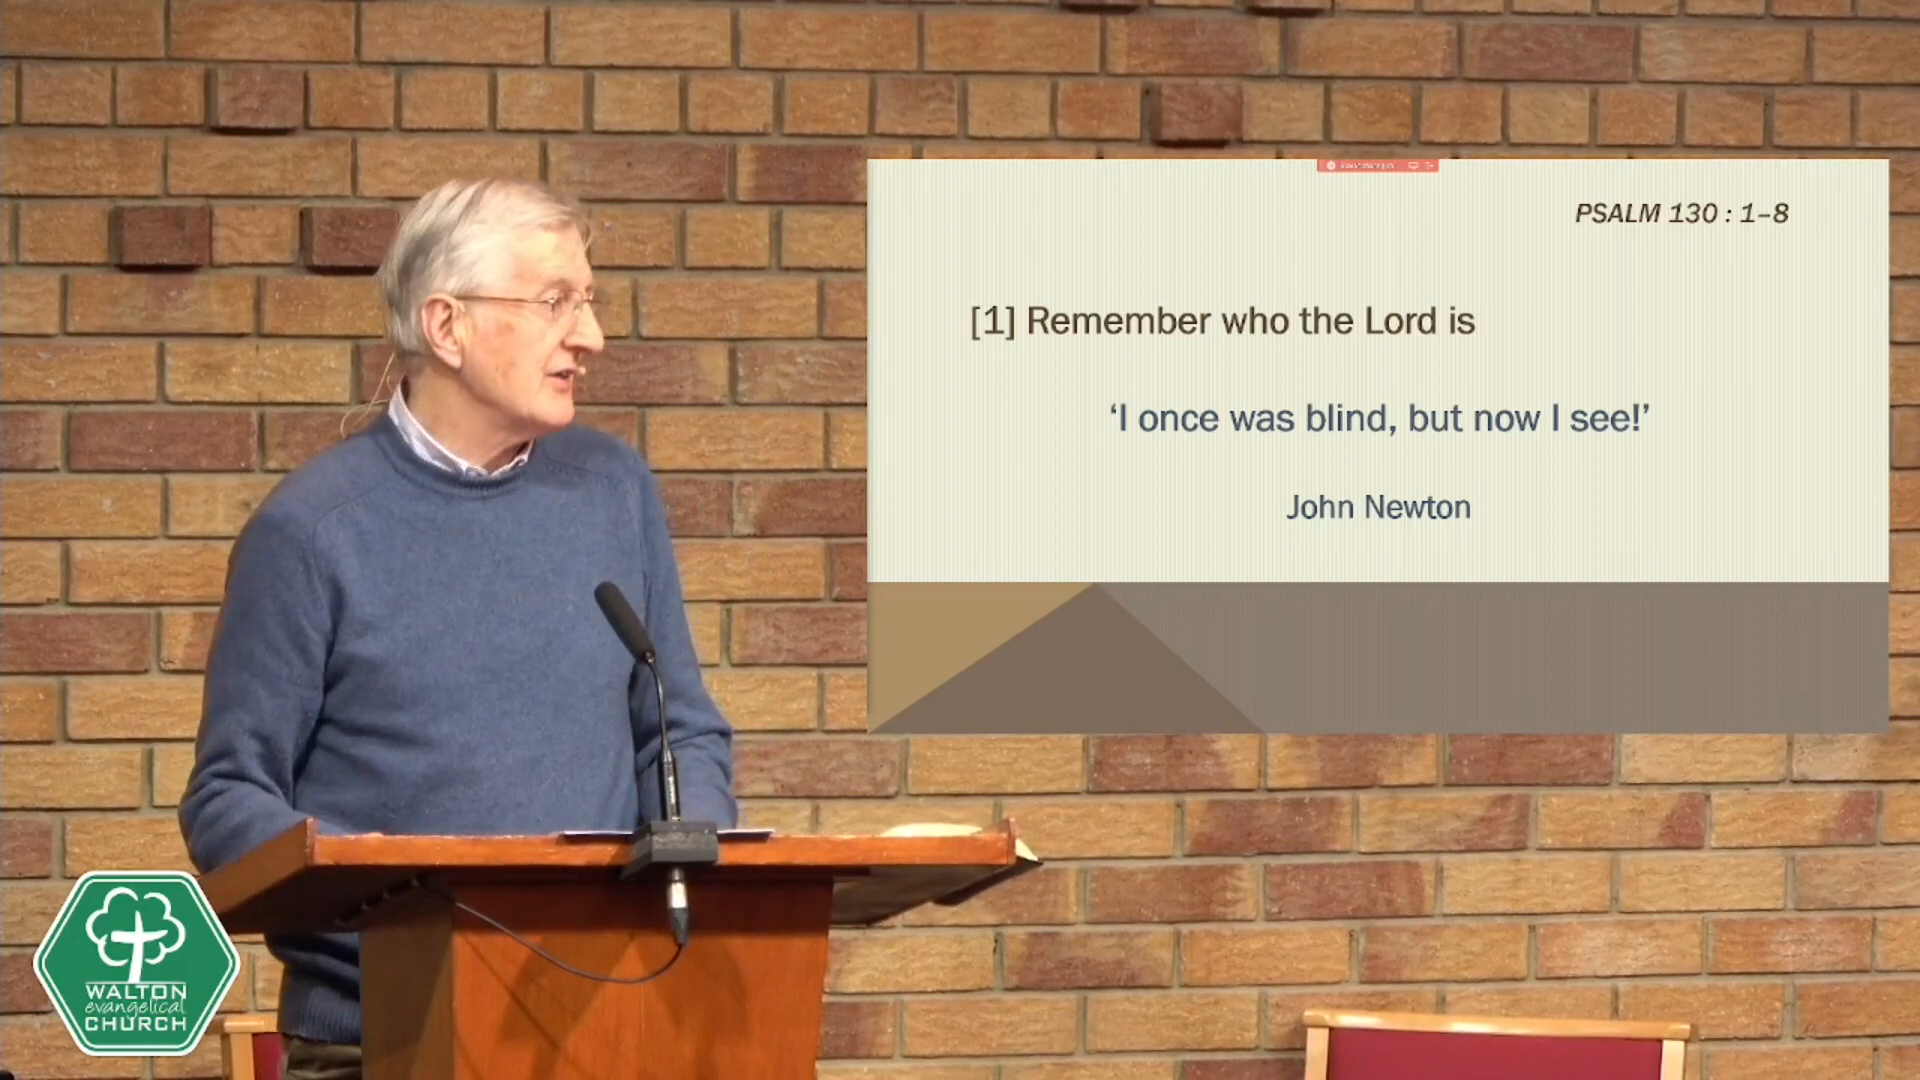 PSALM 130 : 1–8
[1] Remember who the Lord is
‘I once was blind, but now I see!’
John Newton
WALTON
evangelical
CHURCH